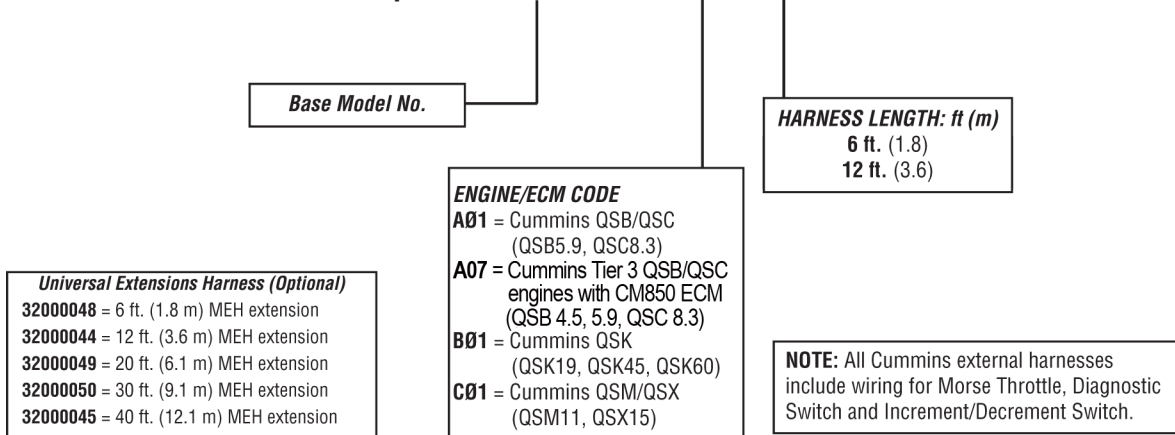 Base Model No.
HARNESS LENGTH: ft (m)
6 ft. (1.8)
12 ft. (3.6)
ENGINE/ECM CODE
AØ1 = Cummins QSB/QSC
(QSB5.9, QSC8.3)
A07 = Cummins Tier 3 QSB/QSC
engines with CM850 ECM
(QSB 4.5, 5.9, QSC 8.3)
BØ1 = Cummins QSK
(QSK19, QSK45, QSK60)
CØ1 = Cummins QSM/QSX
(QSM11, QSX15)
Universal Extensions Harness (Optional)
32000048 = 6 ft. (1.8 m) MEH extension
32000044 = 12 ft. (3.6 m) MEH extension
32000049 = 20 ft. (6.1 m) MEH extension
32000050 = 30 ft. (9.1 m) MEH extension
32000045 = 40 ft. (12.1 m) MEH extension
NOTE: All Cummins external harnesses
include wiring for Morse Throttle, Diagnostic
Switch and Increment/Decrement Switch.